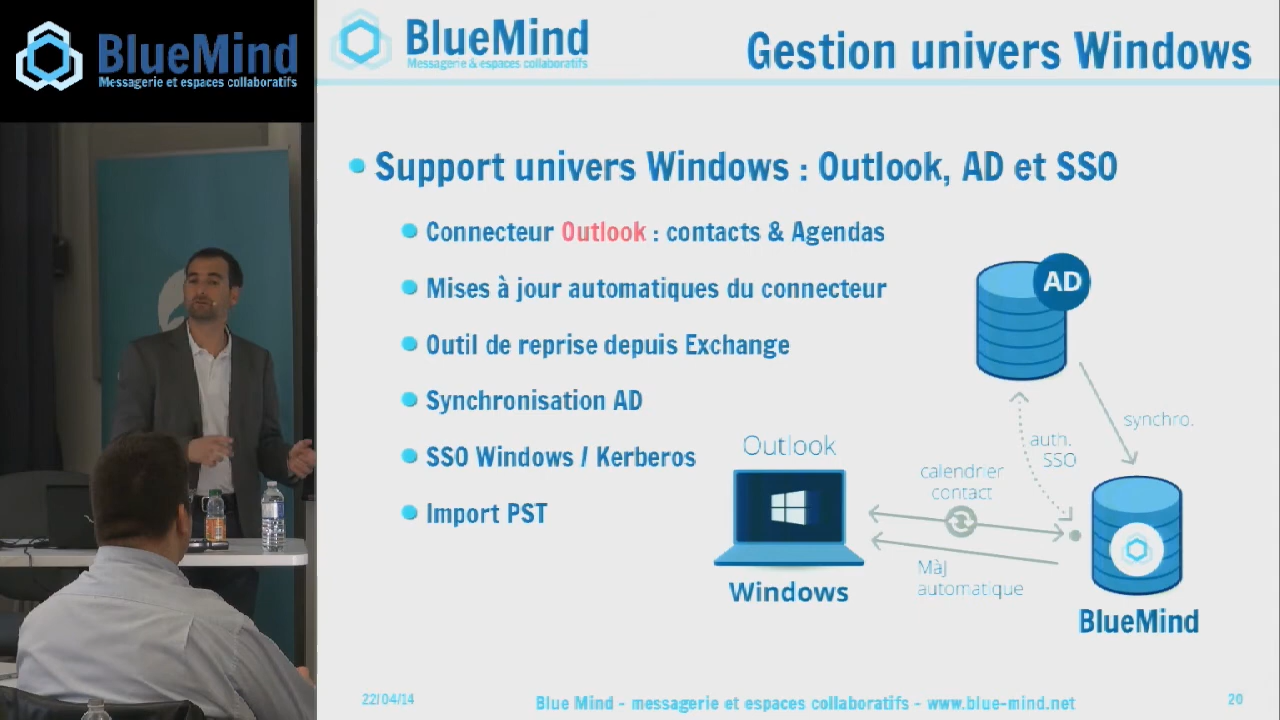 BlueMind
Messagerie et espaces collaboratifs
BlueMind
Messagerie & espaces collaboratifs
Gestion univers Windows
Support univers Windows : Outlook, AD et SSO
Connecteur Outlook : contacts & Agendas
Mises à jour automatiques du connecteur
Outil de reprise depuis Exchange
Synchronisation AD
SSO Windows / Kerberos
Import PST
AD
synchro.
auth.
SSO
Outlook
calendrier
contact
MàJ
automatique
Windows
BlueMind
22/04/14
Blue Mind - messagerie et espaces collaboratifs - www.blue-mind.net
20